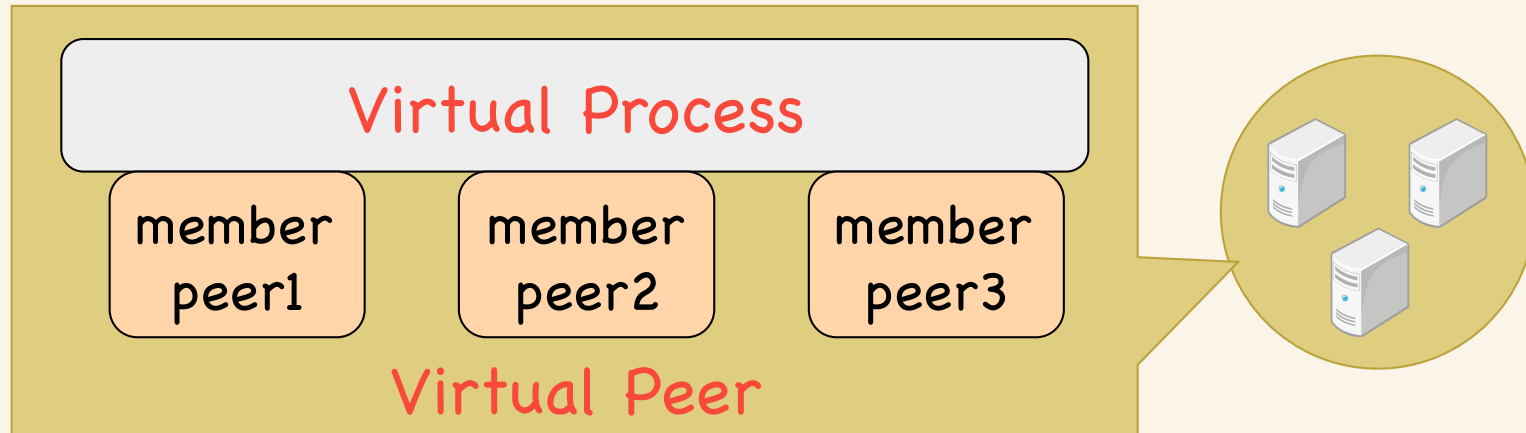 Virtual Process
member
peer1
member
peer2
member
peer3
Virtual Peer